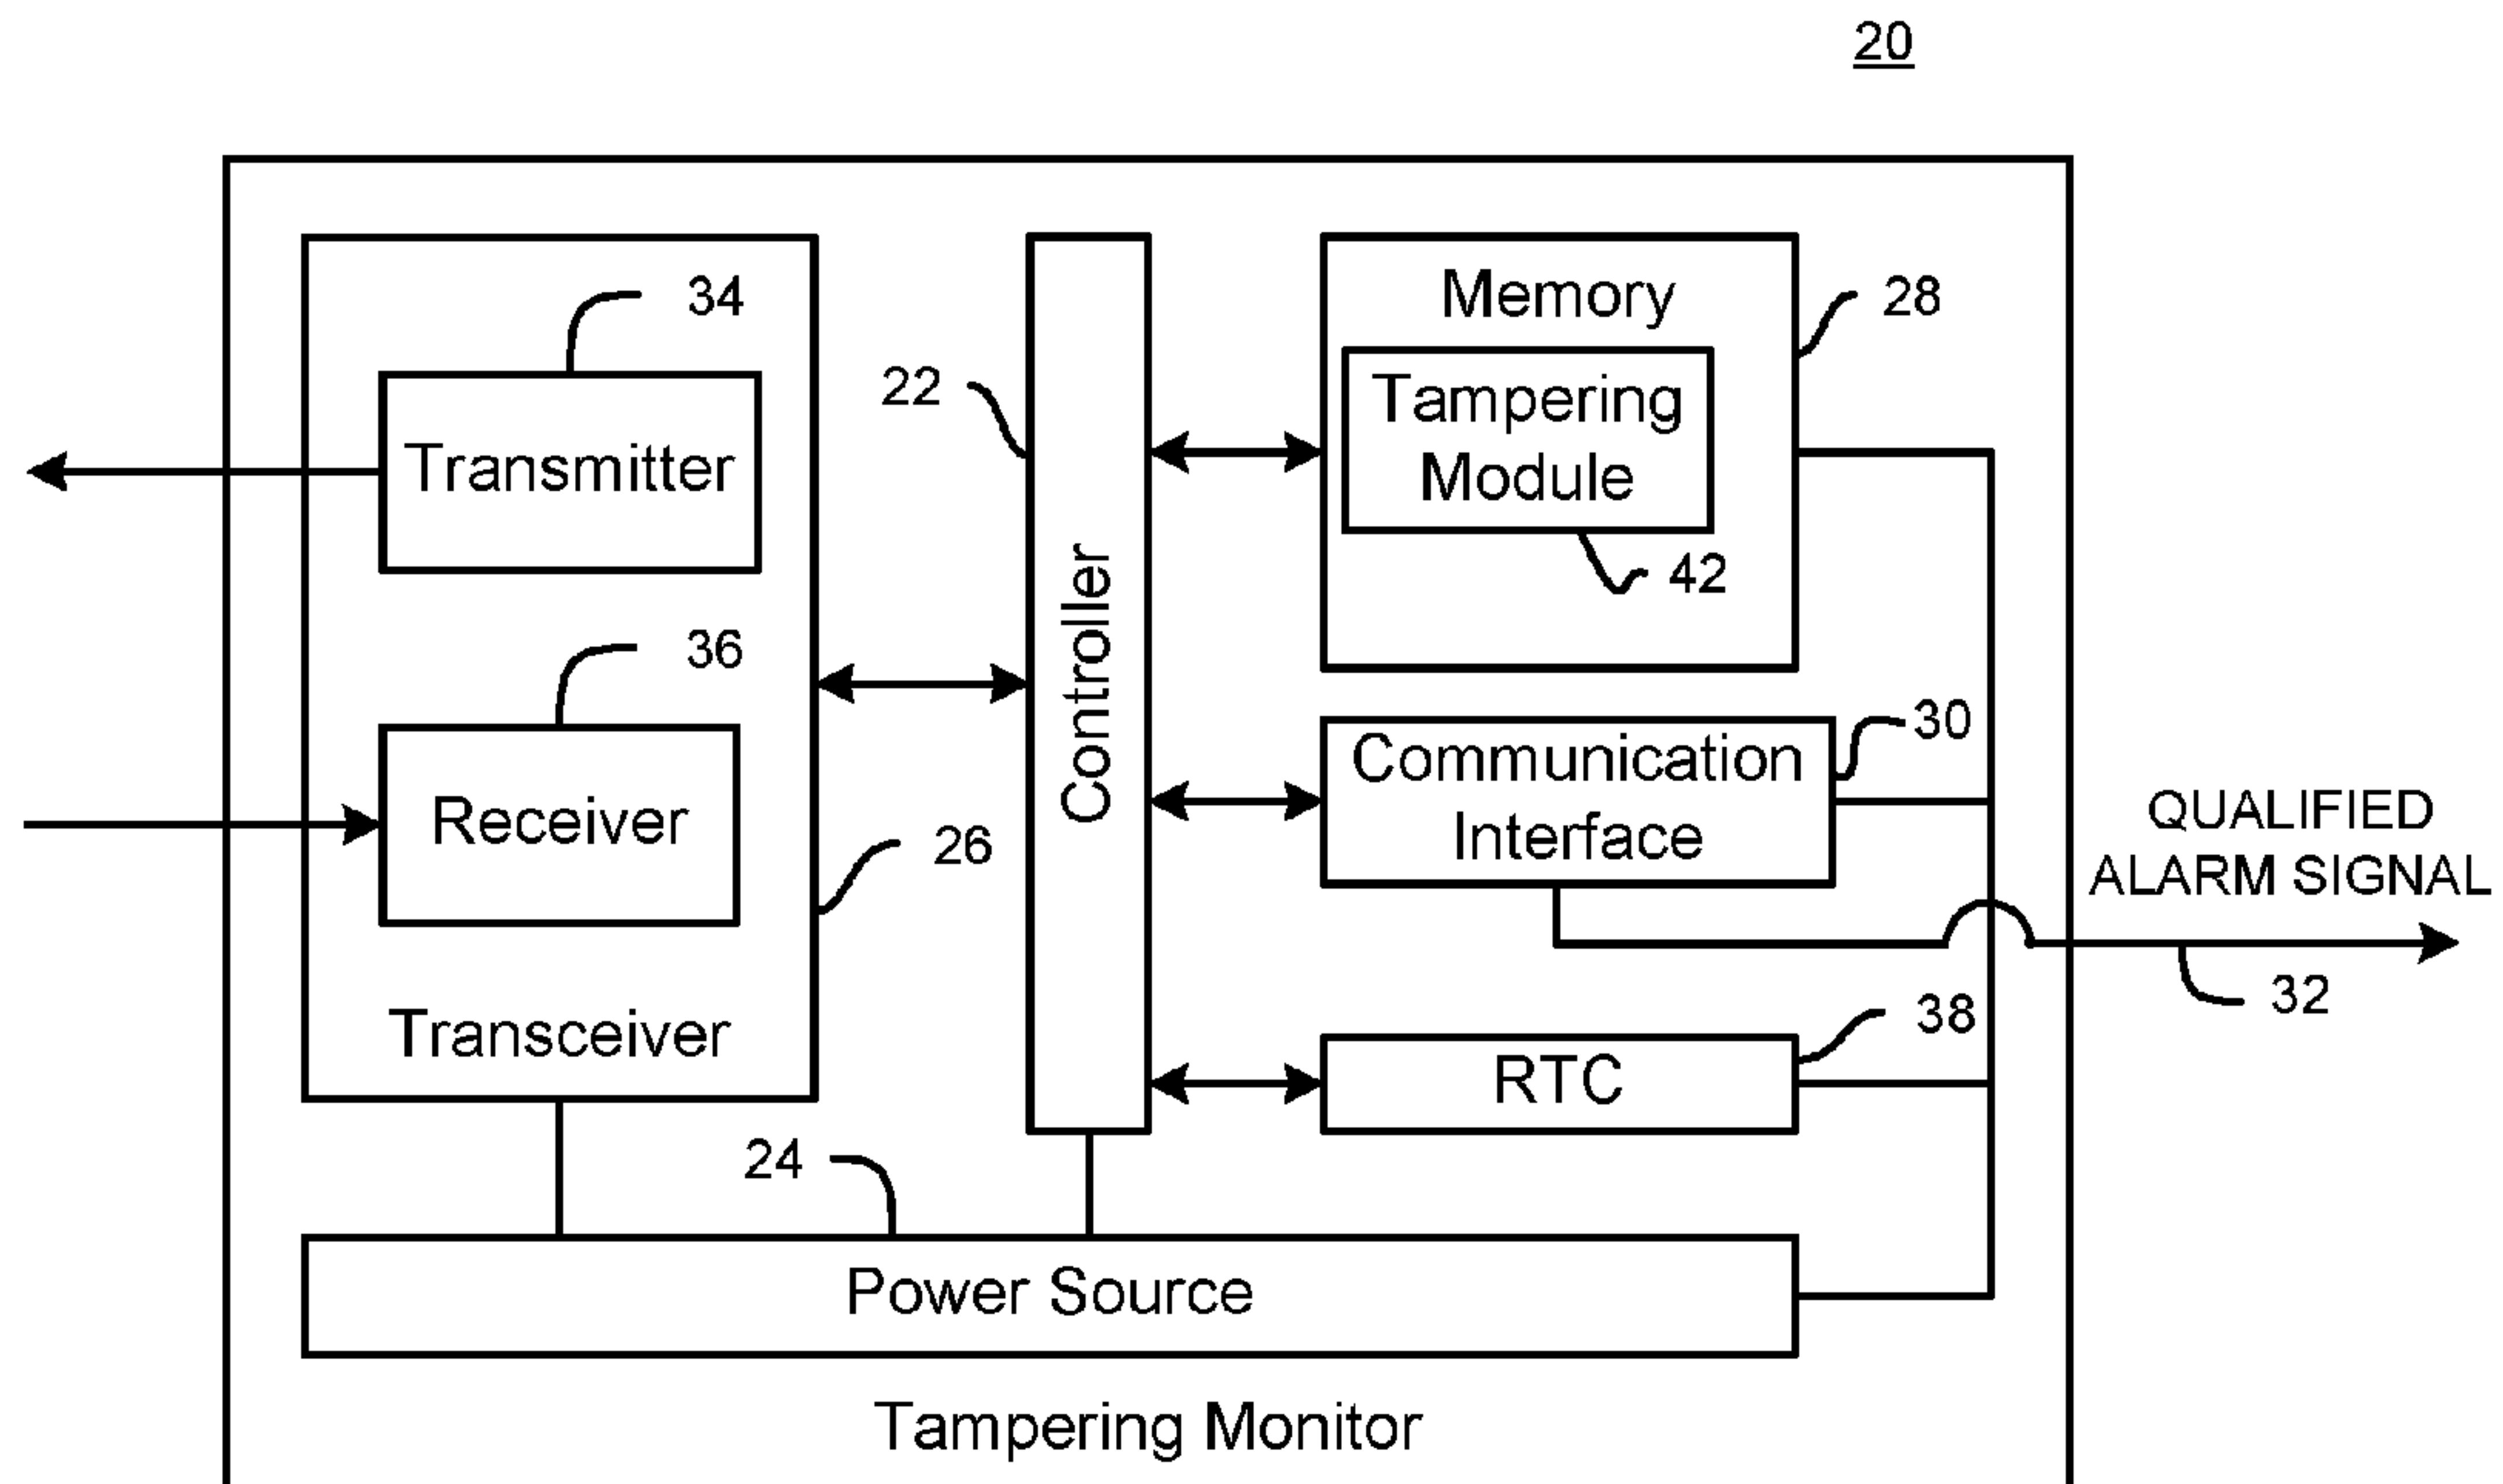 20
34
Transmitter
36
Receiver
26
Transceiver
22
Controller
Memory
28
Tampering
Module
42
Communication
Interface
30
QUALIFIED
ALARM SIGNAL
32
RTC
38
24
Power Source
Tampering Monitor